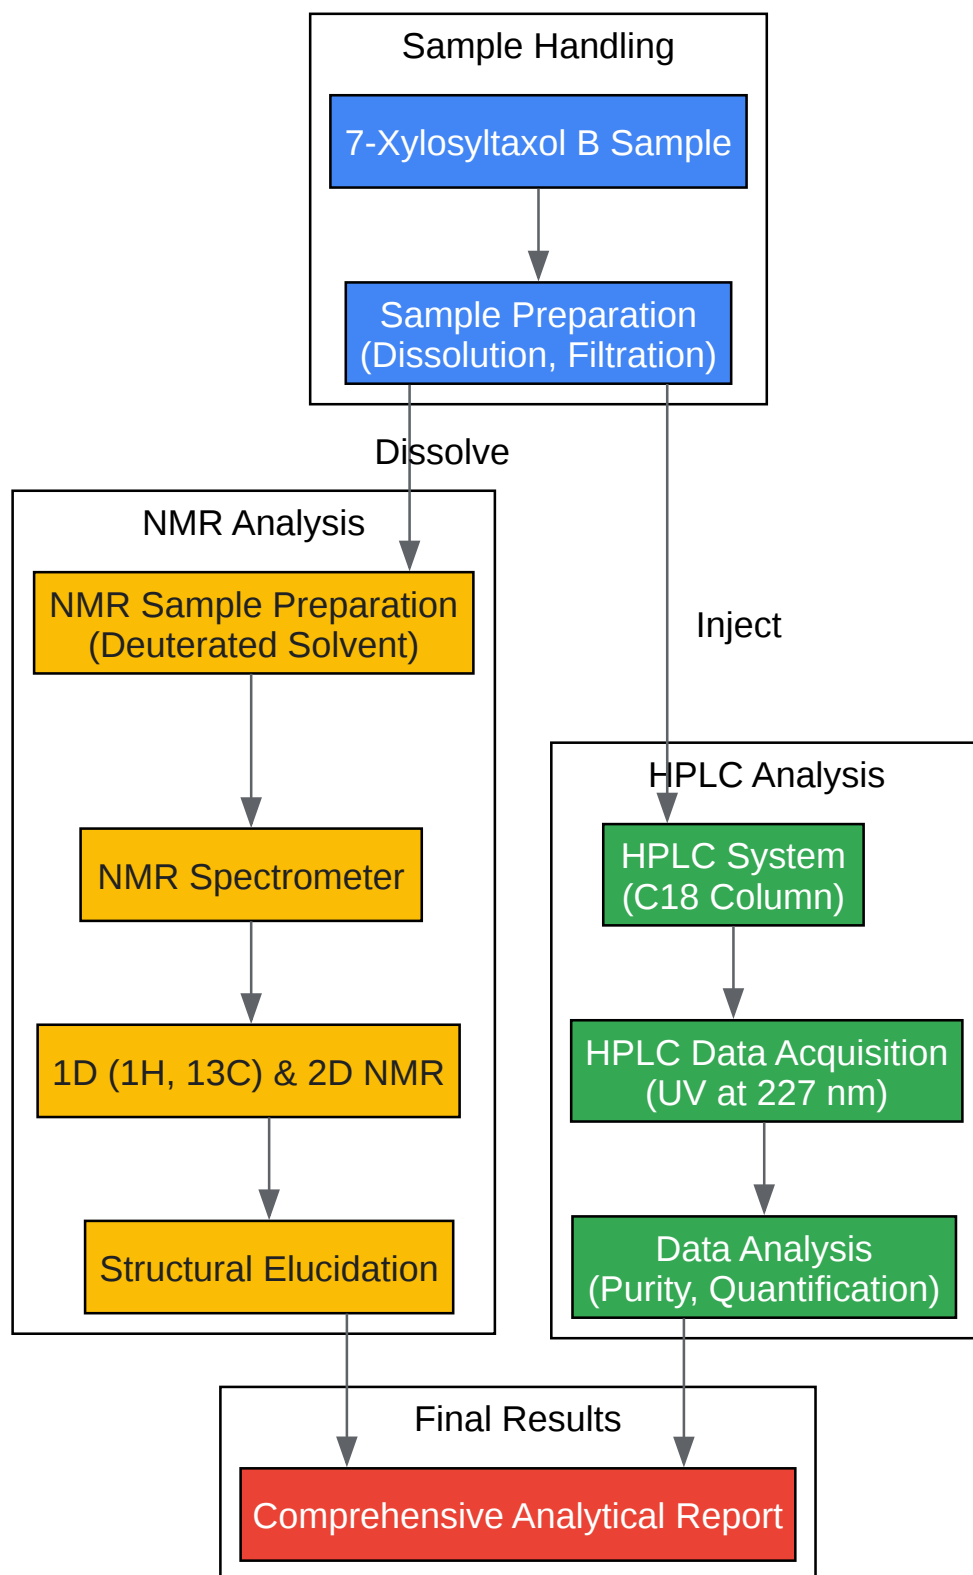 Sample Handling
7-Xylosyltaxol B Sample
Sample Preparation
(Dissolution, Filtration)
Dissolve
NMR Analysis
NMR Sample Preparation
(Deuterated Solvent)
Inject
NMR Spectrometer
1D (1H, 13C) & 2D NMR
Structural Elucidation
HPLC Analysis
HPLC System
(C18 Column)
HPLC Data Acquisition
(UV at 227 nm)
Data Analysis
(Purity, Quantification)
Final Results
Comprehensive Analytical Report